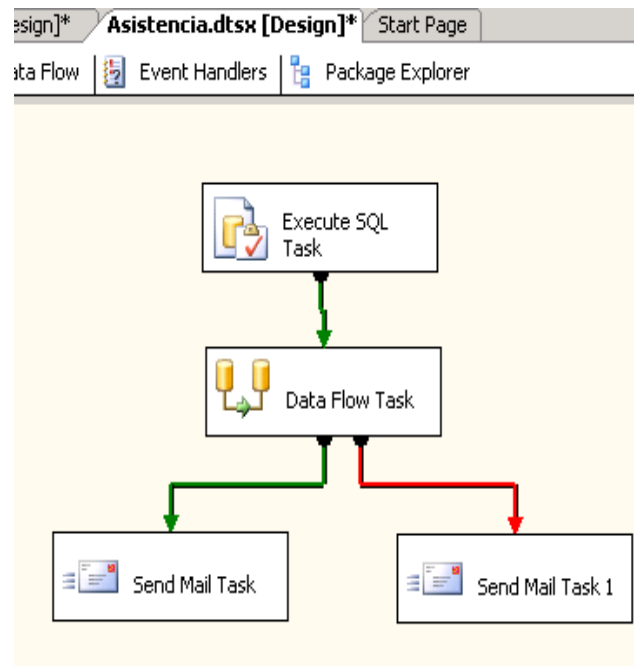 esign]* Asistencia.dtsx [Design]* Start Page
ata Flow Event Handlers Package Explorer
Execute SQL
Task
Data Flow Task
Send Mail Task
Send Mail Task 1